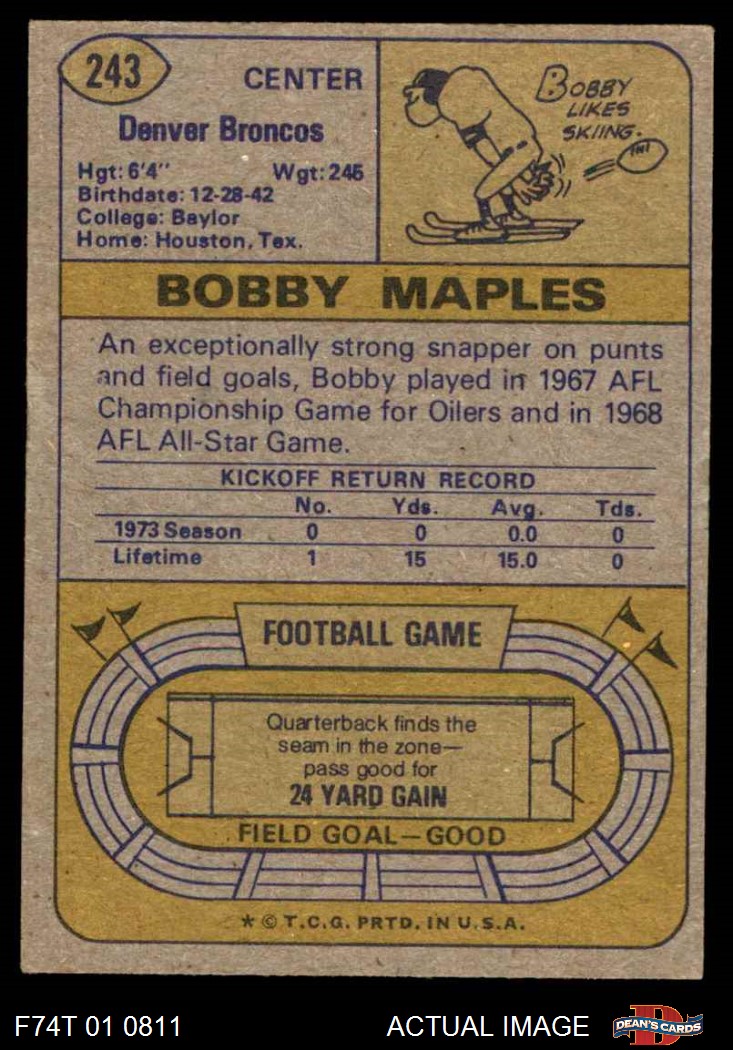 243
CENTER
Denver Broncos
Hgt: 6'4" Wgt: 245
Birthdate: 12-28-42
College: Baylor
Home: Houston, Tex.
BOBBY
LIKES
SKIING.
BOBBY MAPLES
An exceptionally strong snapper on punts
and field goals, Bobby played in 1967 AFL
Championship Game for Oilers and in 1968
AFL All-Star Game.
KICKOFF RETURN RECORD
No. Yds. Avg. Tds.
1973 Season 0 0 0.0 0
Lifetime 1 15 15.0 0
FOOTBALL GAME
Quarterback finds the
seam in the zone—
pass good for
24 YARD GAIN
FIELD GOAL—GOOD
* © T.C.G. PRTD. IN U.S.A.
F74T 01 0811 ACTUAL IMAGE
D
DEAN'S CARDS